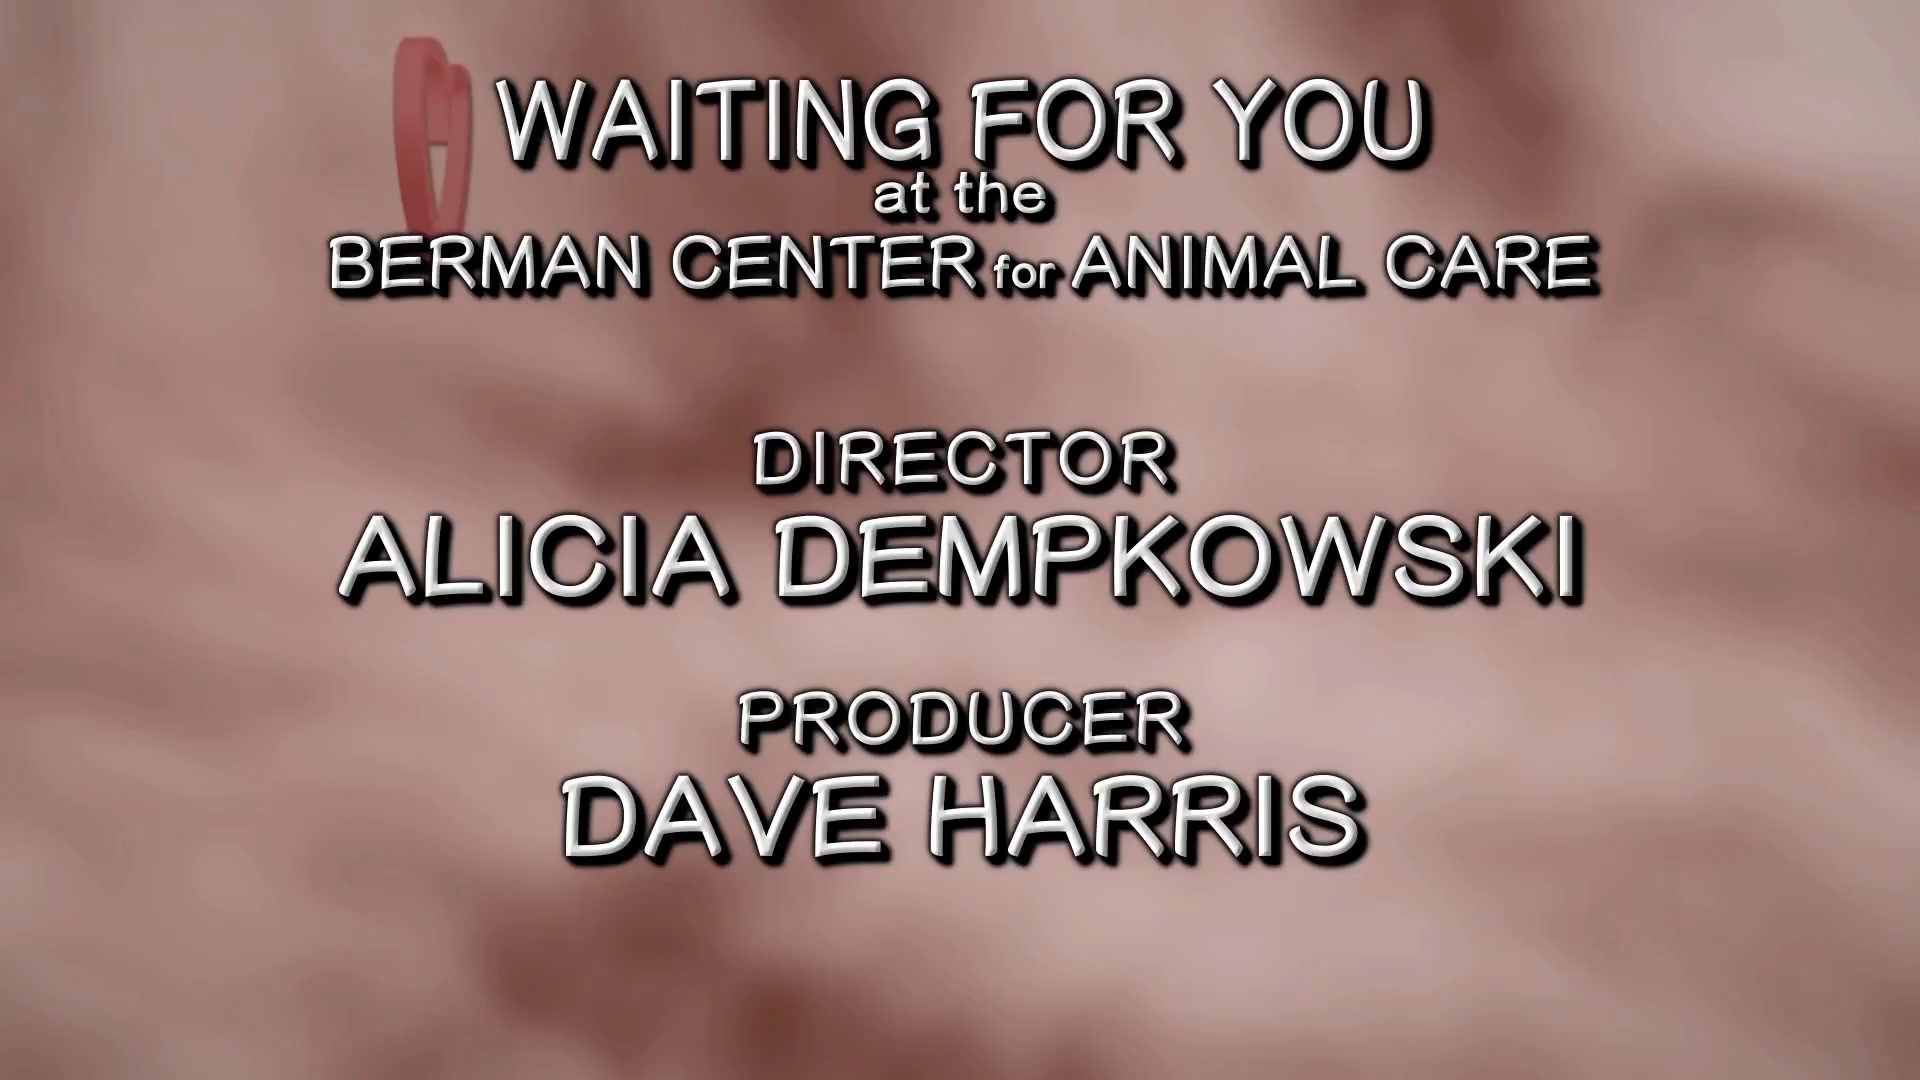 WAITING FOR YOU
at the
BERMAN CENTER for ANIMAL CARE
DIRECTOR
ALICIA DEMPKOWSKI
PRODUCER
DAVE HARRIS